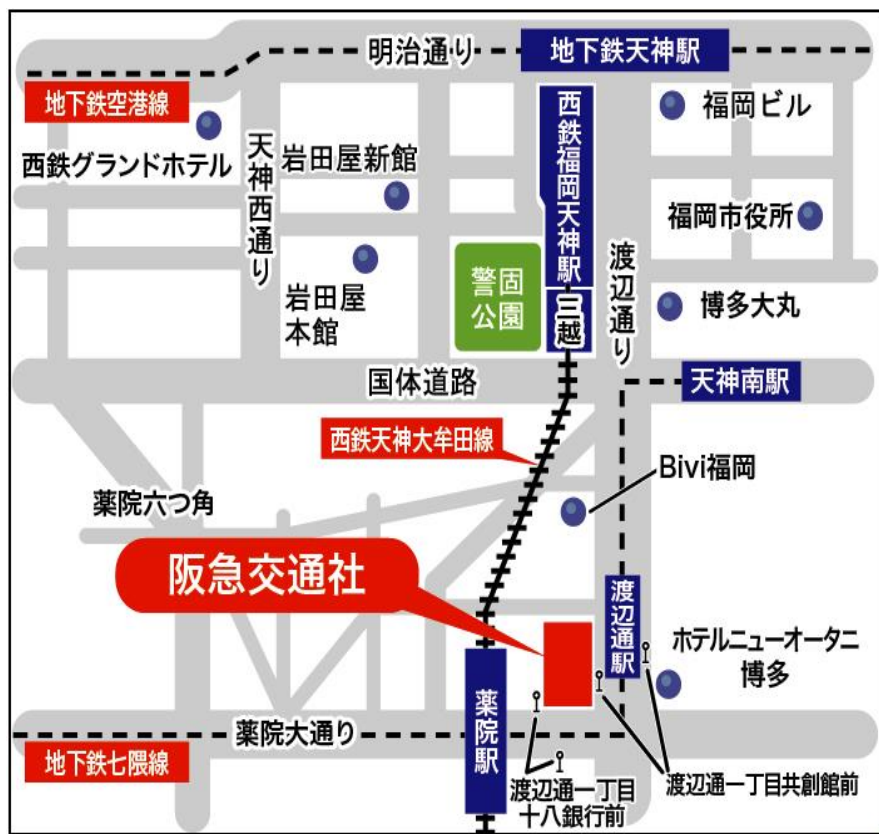 明治通り
地下鉄天神駅
地下鉄空港線
西鉄福岡天神駅
福岡ビル
西鉄グランドホテル
天神西通り
岩田屋新館
福岡市役所
渡辺通り
警固
公園
岩田屋
本館
三越
博多大丸
国体道路
天神南駅
西鉄天神大牟田線
Bivi福岡
薬院六つ角
阪急交通社
渡辺通駅
ホテルニューオータニ
博多
薬院駅
薬院大通り
地下鉄七隈線
渡辺通一丁目
十八銀行前
渡辺通一丁目共創館前